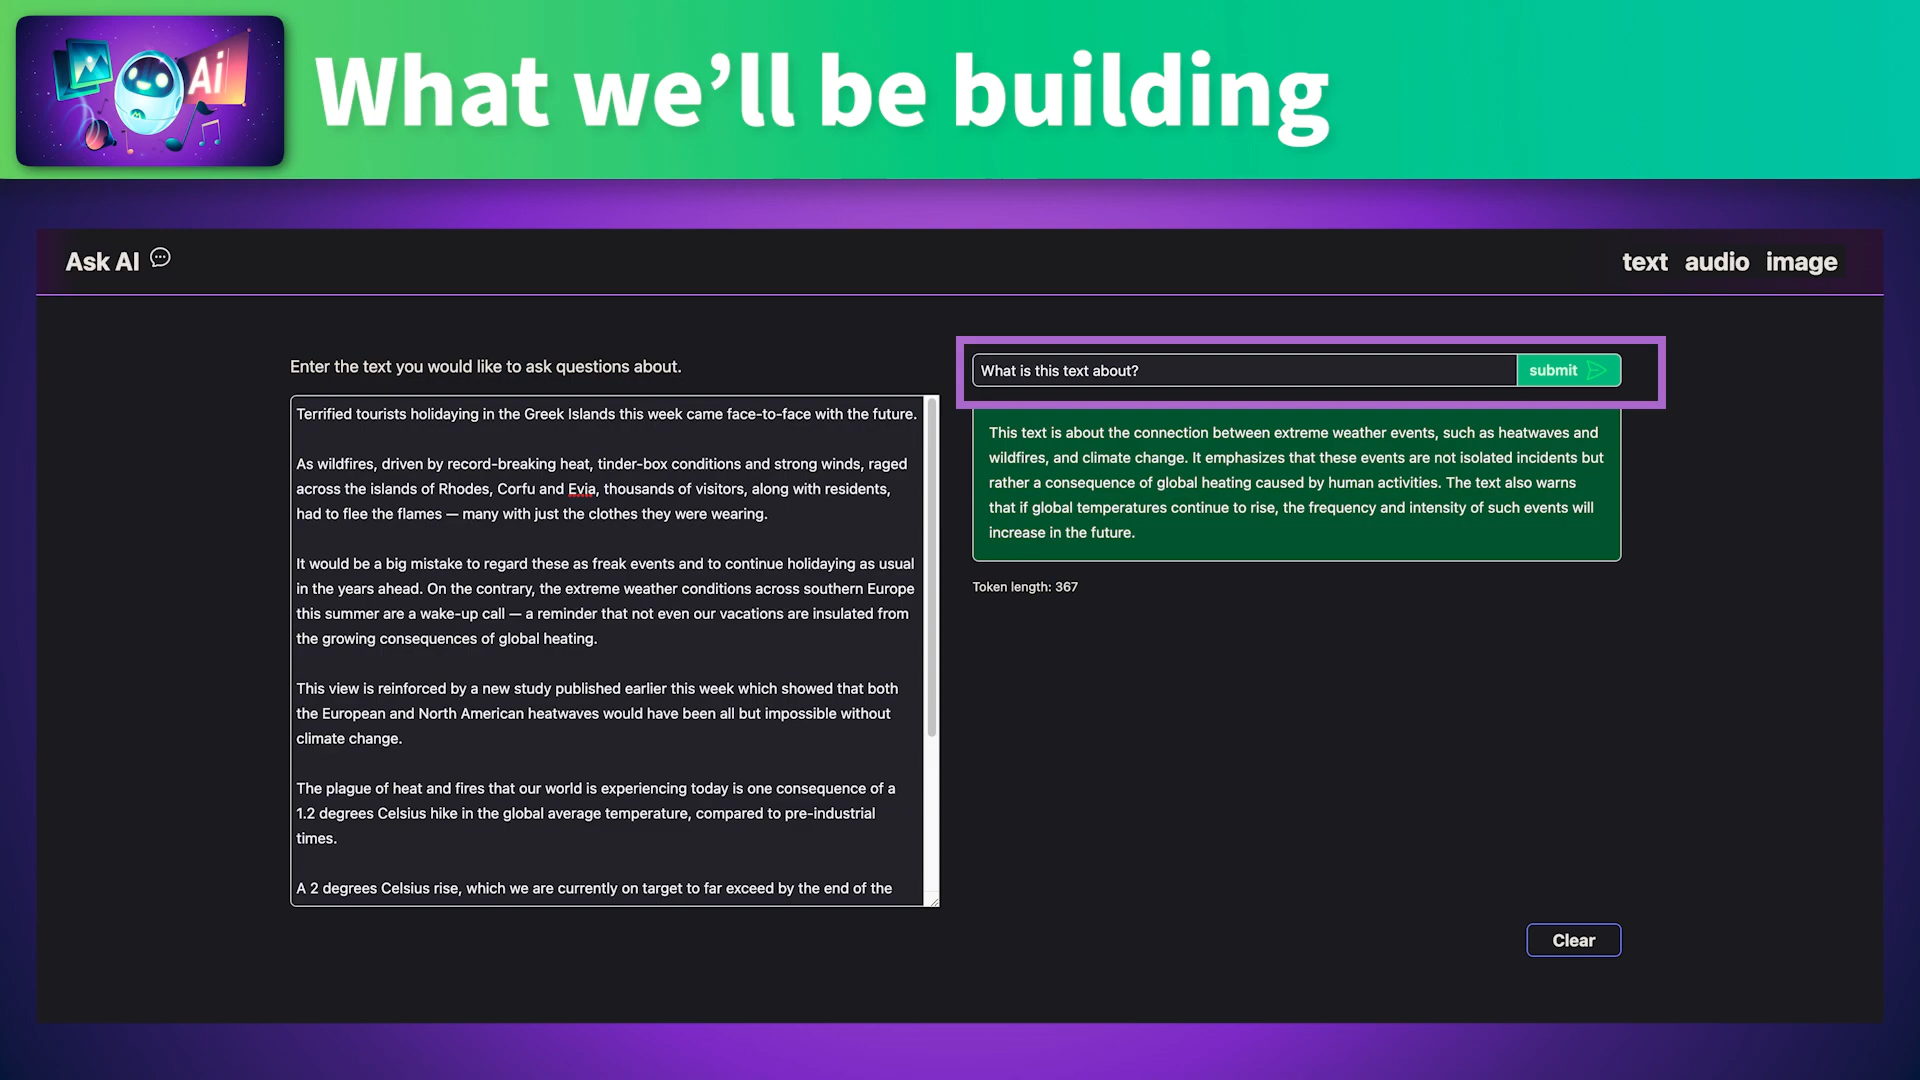 Ai
What we’ll be building
Ask AI
text audio image
Enter the text you would like to ask questions about.
Terrified tourists holidaying in the Greek Islands this week came face-to-face with the future.
As wildfires, driven by record-breaking heat, tinder-box conditions and strong winds, raged
across the islands of Rhodes, Corfu and Evia, thousands of visitors, along with residents,
had to flee the flames — many with just the clothes they were wearing.
It would be a big mistake to regard these as freak events and to continue holidaying as usual
in the years ahead. On the contrary, the extreme weather conditions across southern Europe
this summer are a wake-up call — a reminder that not even our vacations are insulated from
the growing consequences of global heating.
This view is reinforced by a new study published earlier this week which showed that both
the European and North American heatwaves would have been all but impossible without
climate change.
The plague of heat and fires that our world is experiencing today is one consequence of a
1.2 degrees Celsius hike in the global average temperature, compared to pre-industrial
times.
A 2 degrees Celsius rise, which we are currently on target to far exceed by the end of the
What is this text about?
submit
This text is about the connection between extreme weather events, such as heatwaves and
wildfires, and climate change. It emphasizes that these events are not isolated incidents but
rather a consequence of global heating caused by human activities. The text also warns
that if global temperatures continue to rise, the frequency and intensity of such events will
increase in the future.
Token length: 367
Clear